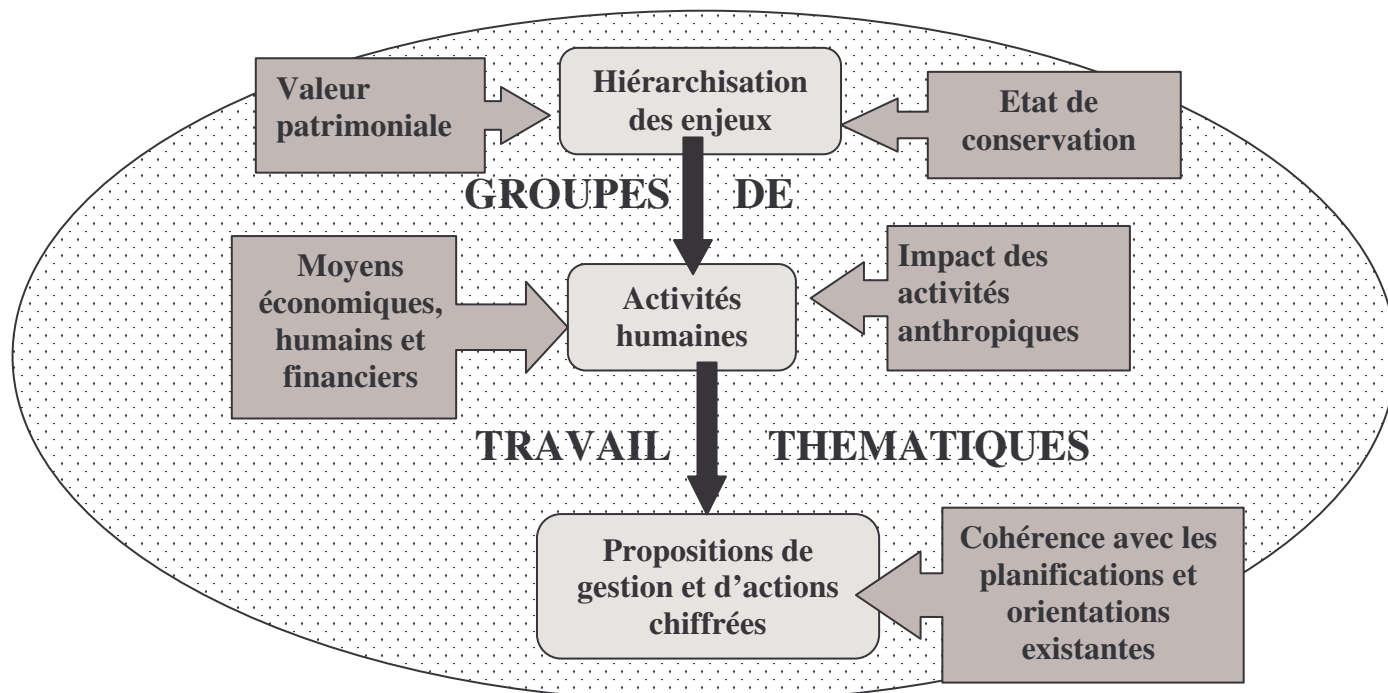 Valeur
patrimoniale
Hiérarchisation
des enjeux
Etat de
conservation
GROUPES DE
Moyens
économiques,
humains et
financiers
Activités
humaines
Impact des
activités
anthropiques
TRAVAIL THEMATIQUES
Propositions de
gestion et d’actions
chiffrées
Cohérence avec les
planifications et
orientations
existantes